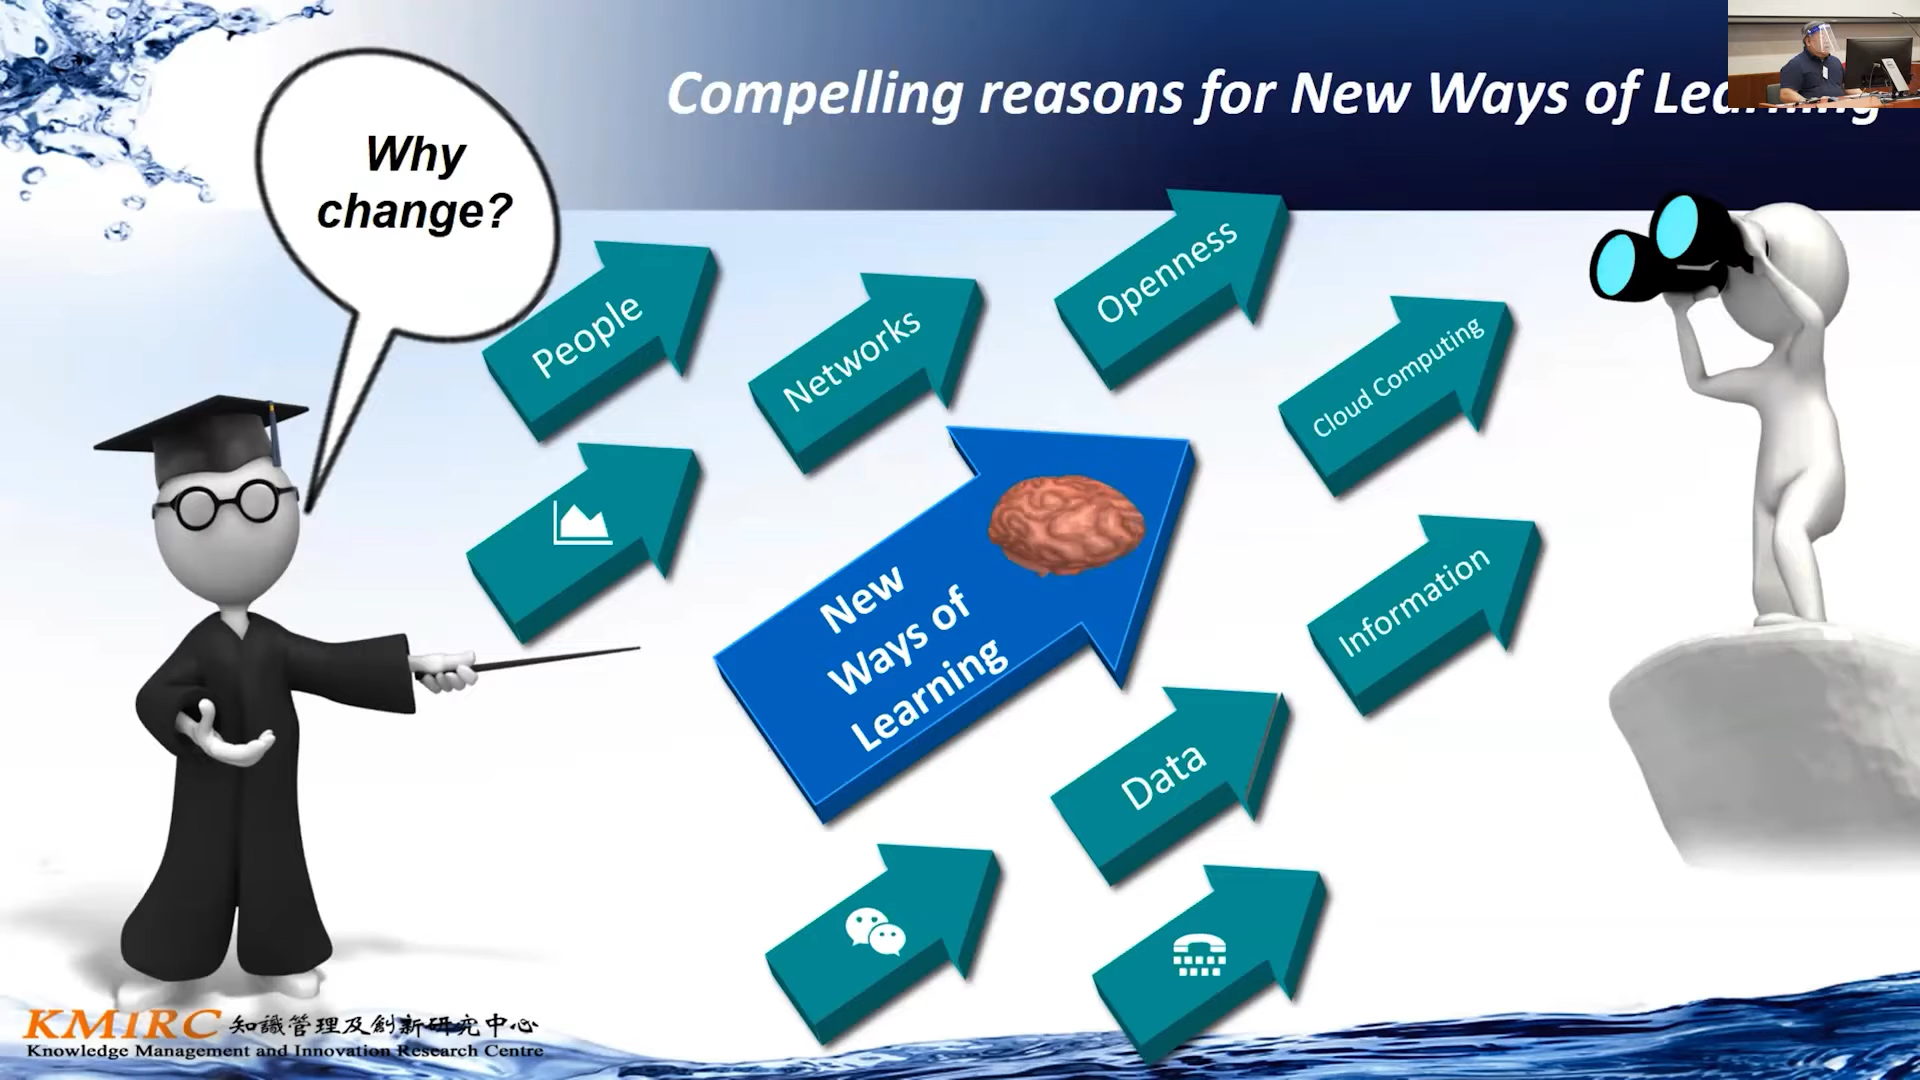 Compelling reasons for New Ways of
Why
change?
People
Networks
Openness
Cloud Computing
New
Ways of
Learning
Information
Data
KMIRC 知識管理及創新研究中心
Knowledge Management and Innovation Research Centre